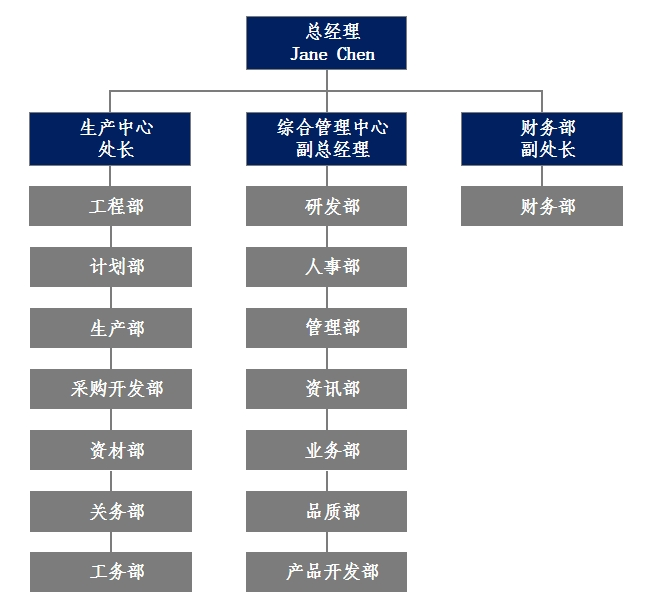 总经理
Jane Chen
生产中心
处长
综合管理中心
副总经理
财务部
副处长
工程部
研发部
财务部
计划部
人事部
生产部
管理部
采购开发部
资讯部
资材部
业务部
关务部
品质部
工务部
产品开发部